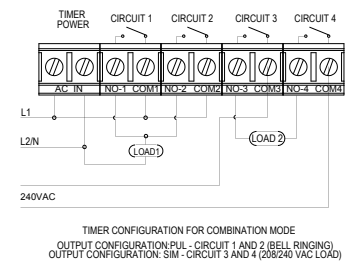 TIMER POWER CIRCUIT 1 CIRCUIT 2 CIRCUIT 3 CIRCUIT 4
AC IN NO-1 COM1 NO-2 COM2 NO-3 COM3 NO-4 COM4
L1
LOAD 2
L2/N
LOAD1
240VAC
TIMER CONFIGURATION FOR COMBINATION MODE
OUTPUT CONFIGURATION:PUL - CIRCUIT 1 AND 2 (BELL RINGING)
OUTPUT CONFIGURATION: SIM - CIRCUIT 3 AND 4 (208/240 VAC LOAD)